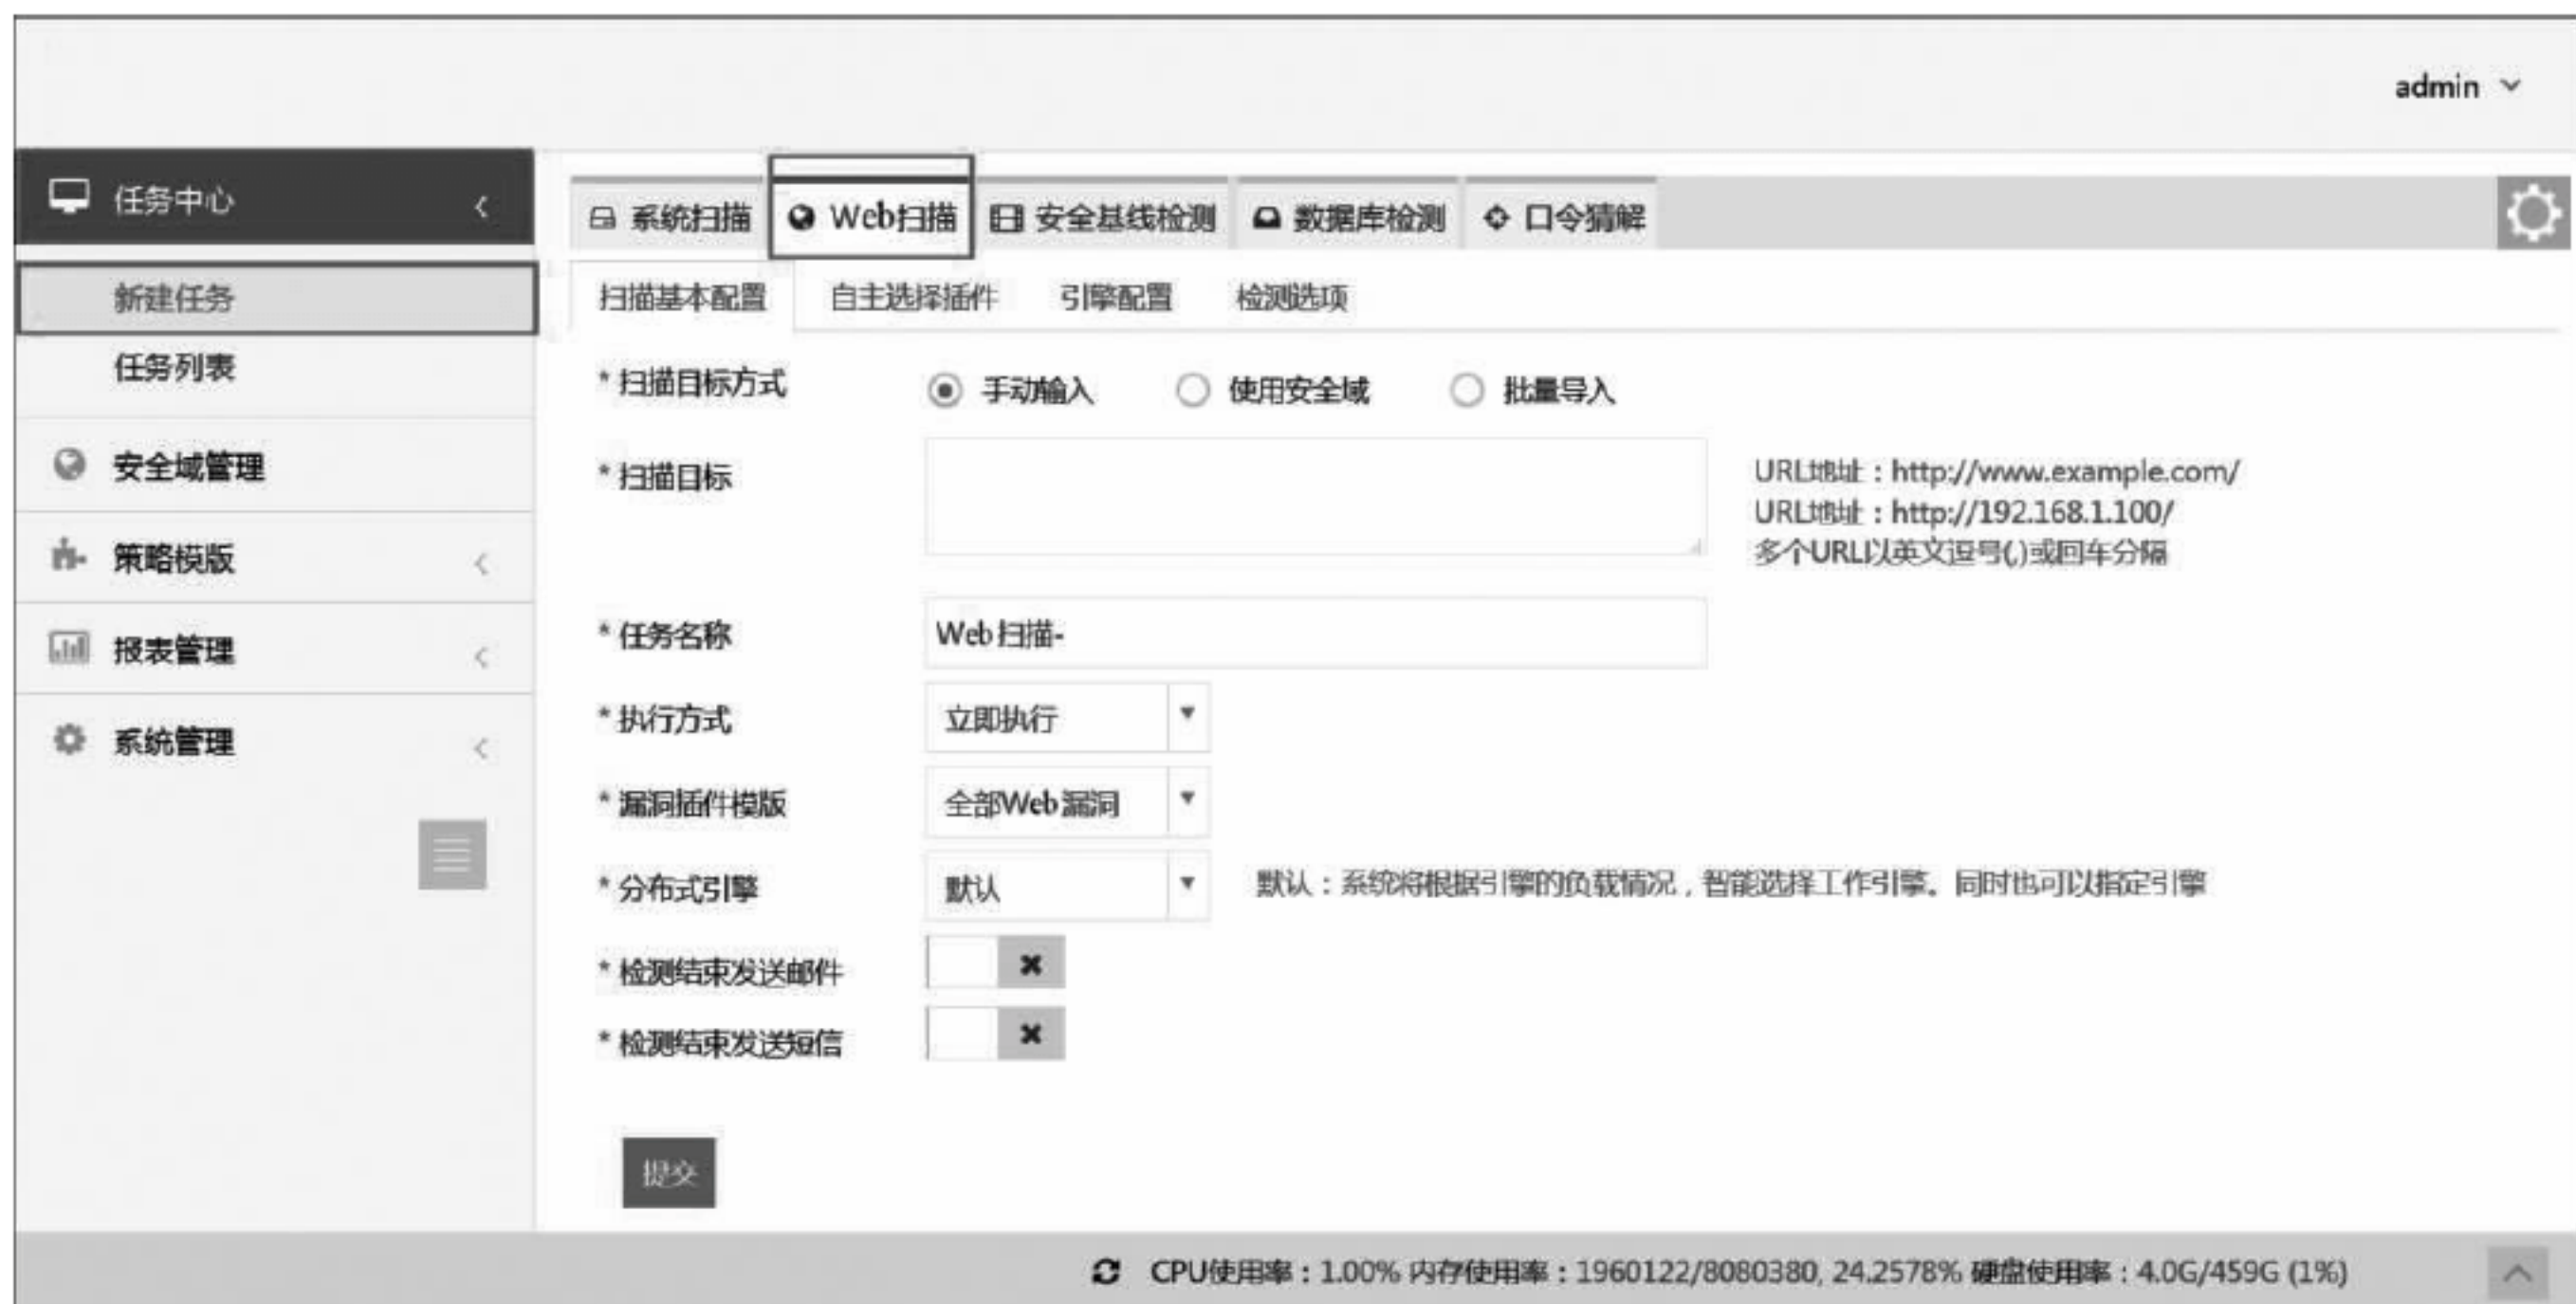 admin
任务中心
新建任务
任务列表
安全域管理
策略模版
报表管理
系统管理
系统扫描 Web扫描 安全基线检测 数据库检测 口令猜解
扫描基本配置 自主选择插件 引擎配置 检测选项
* 扫描目标方式 手动输入 使用安全域 批量导入
* 扫描目标
URL地址：http://www.example.com/
URL地址：http://192.168.1.100/
多个URL以英文逗号(,)或回车分隔
* 任务名称 Web 扫描-
* 执行方式 立即执行
* 漏洞插件模版 全部Web 漏洞
* 分布式引擎 默认 默认：系统将根据引擎的负载情况，智能选择工作引擎。同时也可以指定引擎
* 检测结束发送邮件
* 检测结束发送短信
提交
CPU使用率：1.00% 内存使用率：1960122/8080380, 24.2578% 硬盘使用率：4.0G/459G (1%)